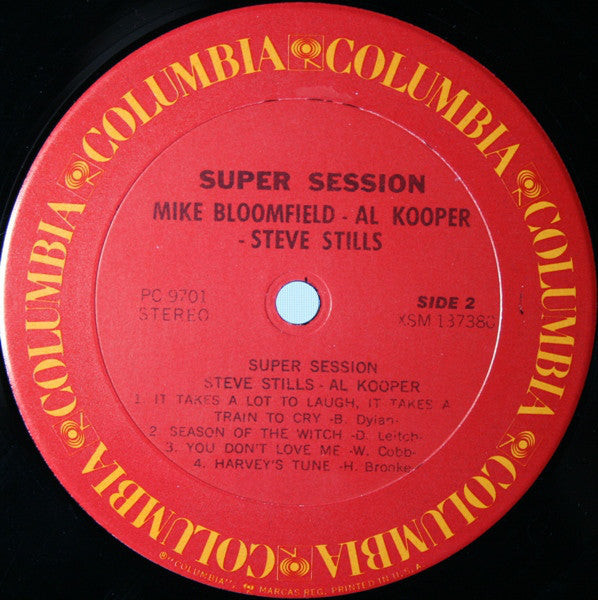 COLUMBIA COLUMBIA COLUMBIA COLUMBIA COLUMBIA COLUMBIA
SUPER SESSION
MIKE BLOOMFIELD - AL KOOPER
- STEVE STILLS
PC 9701
STEREO
SIDE 2
XSM 137380
SUPER SESSION
STEVE STILLS - AL KOOPER
1. IT TAKES A LOT TO LAUGH, IT TAKES A
TRAIN TO CRY -B. Dylan-
2. SEASON OF THE WITCH -D. Leitch-
3. YOU DON'T LOVE ME -W. Cobb-
4. HARVEY'S TUNE -H. Brooks-
"COLUMBIA", MARCAS REG. PRINTED IN U.S.A.